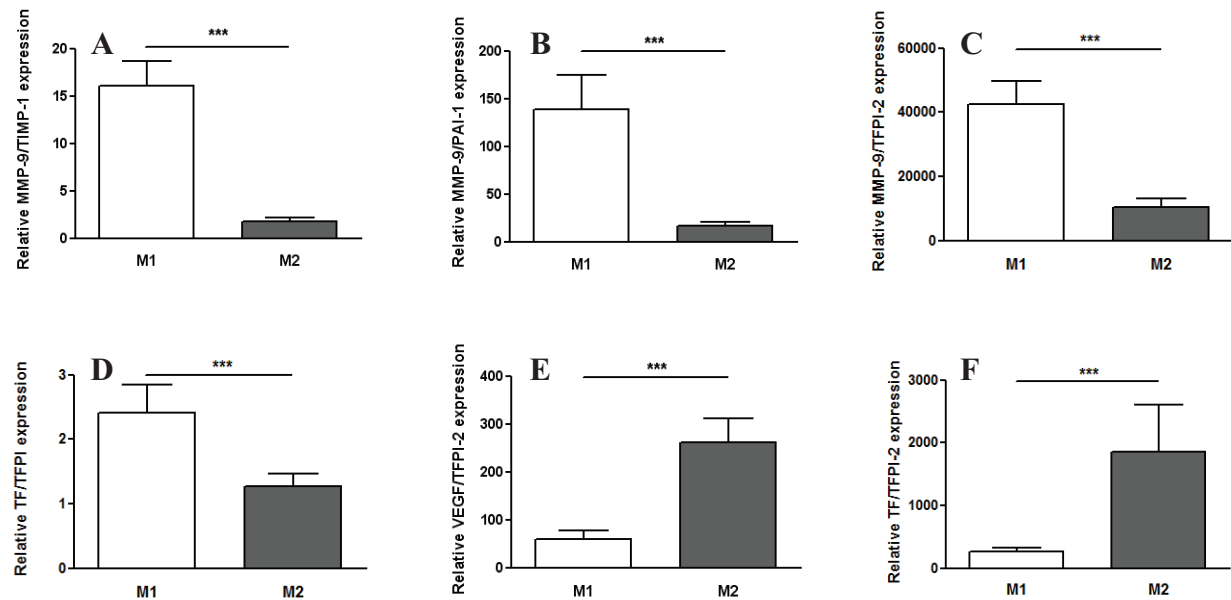 A
***
Relative MMP-9/TIMP-1 expression
20
15
10
5
0
M1 M2
B
***
Relative MMP-9/PAI-1 expression
200
150
100
50
0
M1 M2
C
***
Relative MMP-9/TFPI-2 expression
60000
40000
20000
0
M1 M2
D
***
Relative TF/TFPI expression
3
2
1
0
M1 M2
E
***
Relative VEGF/TFPI-2 expression
400
300
200
100
0
M1 M2
F
***
Relative TF/TFPI-2 expression
3000
2000
1000
0
M1 M2